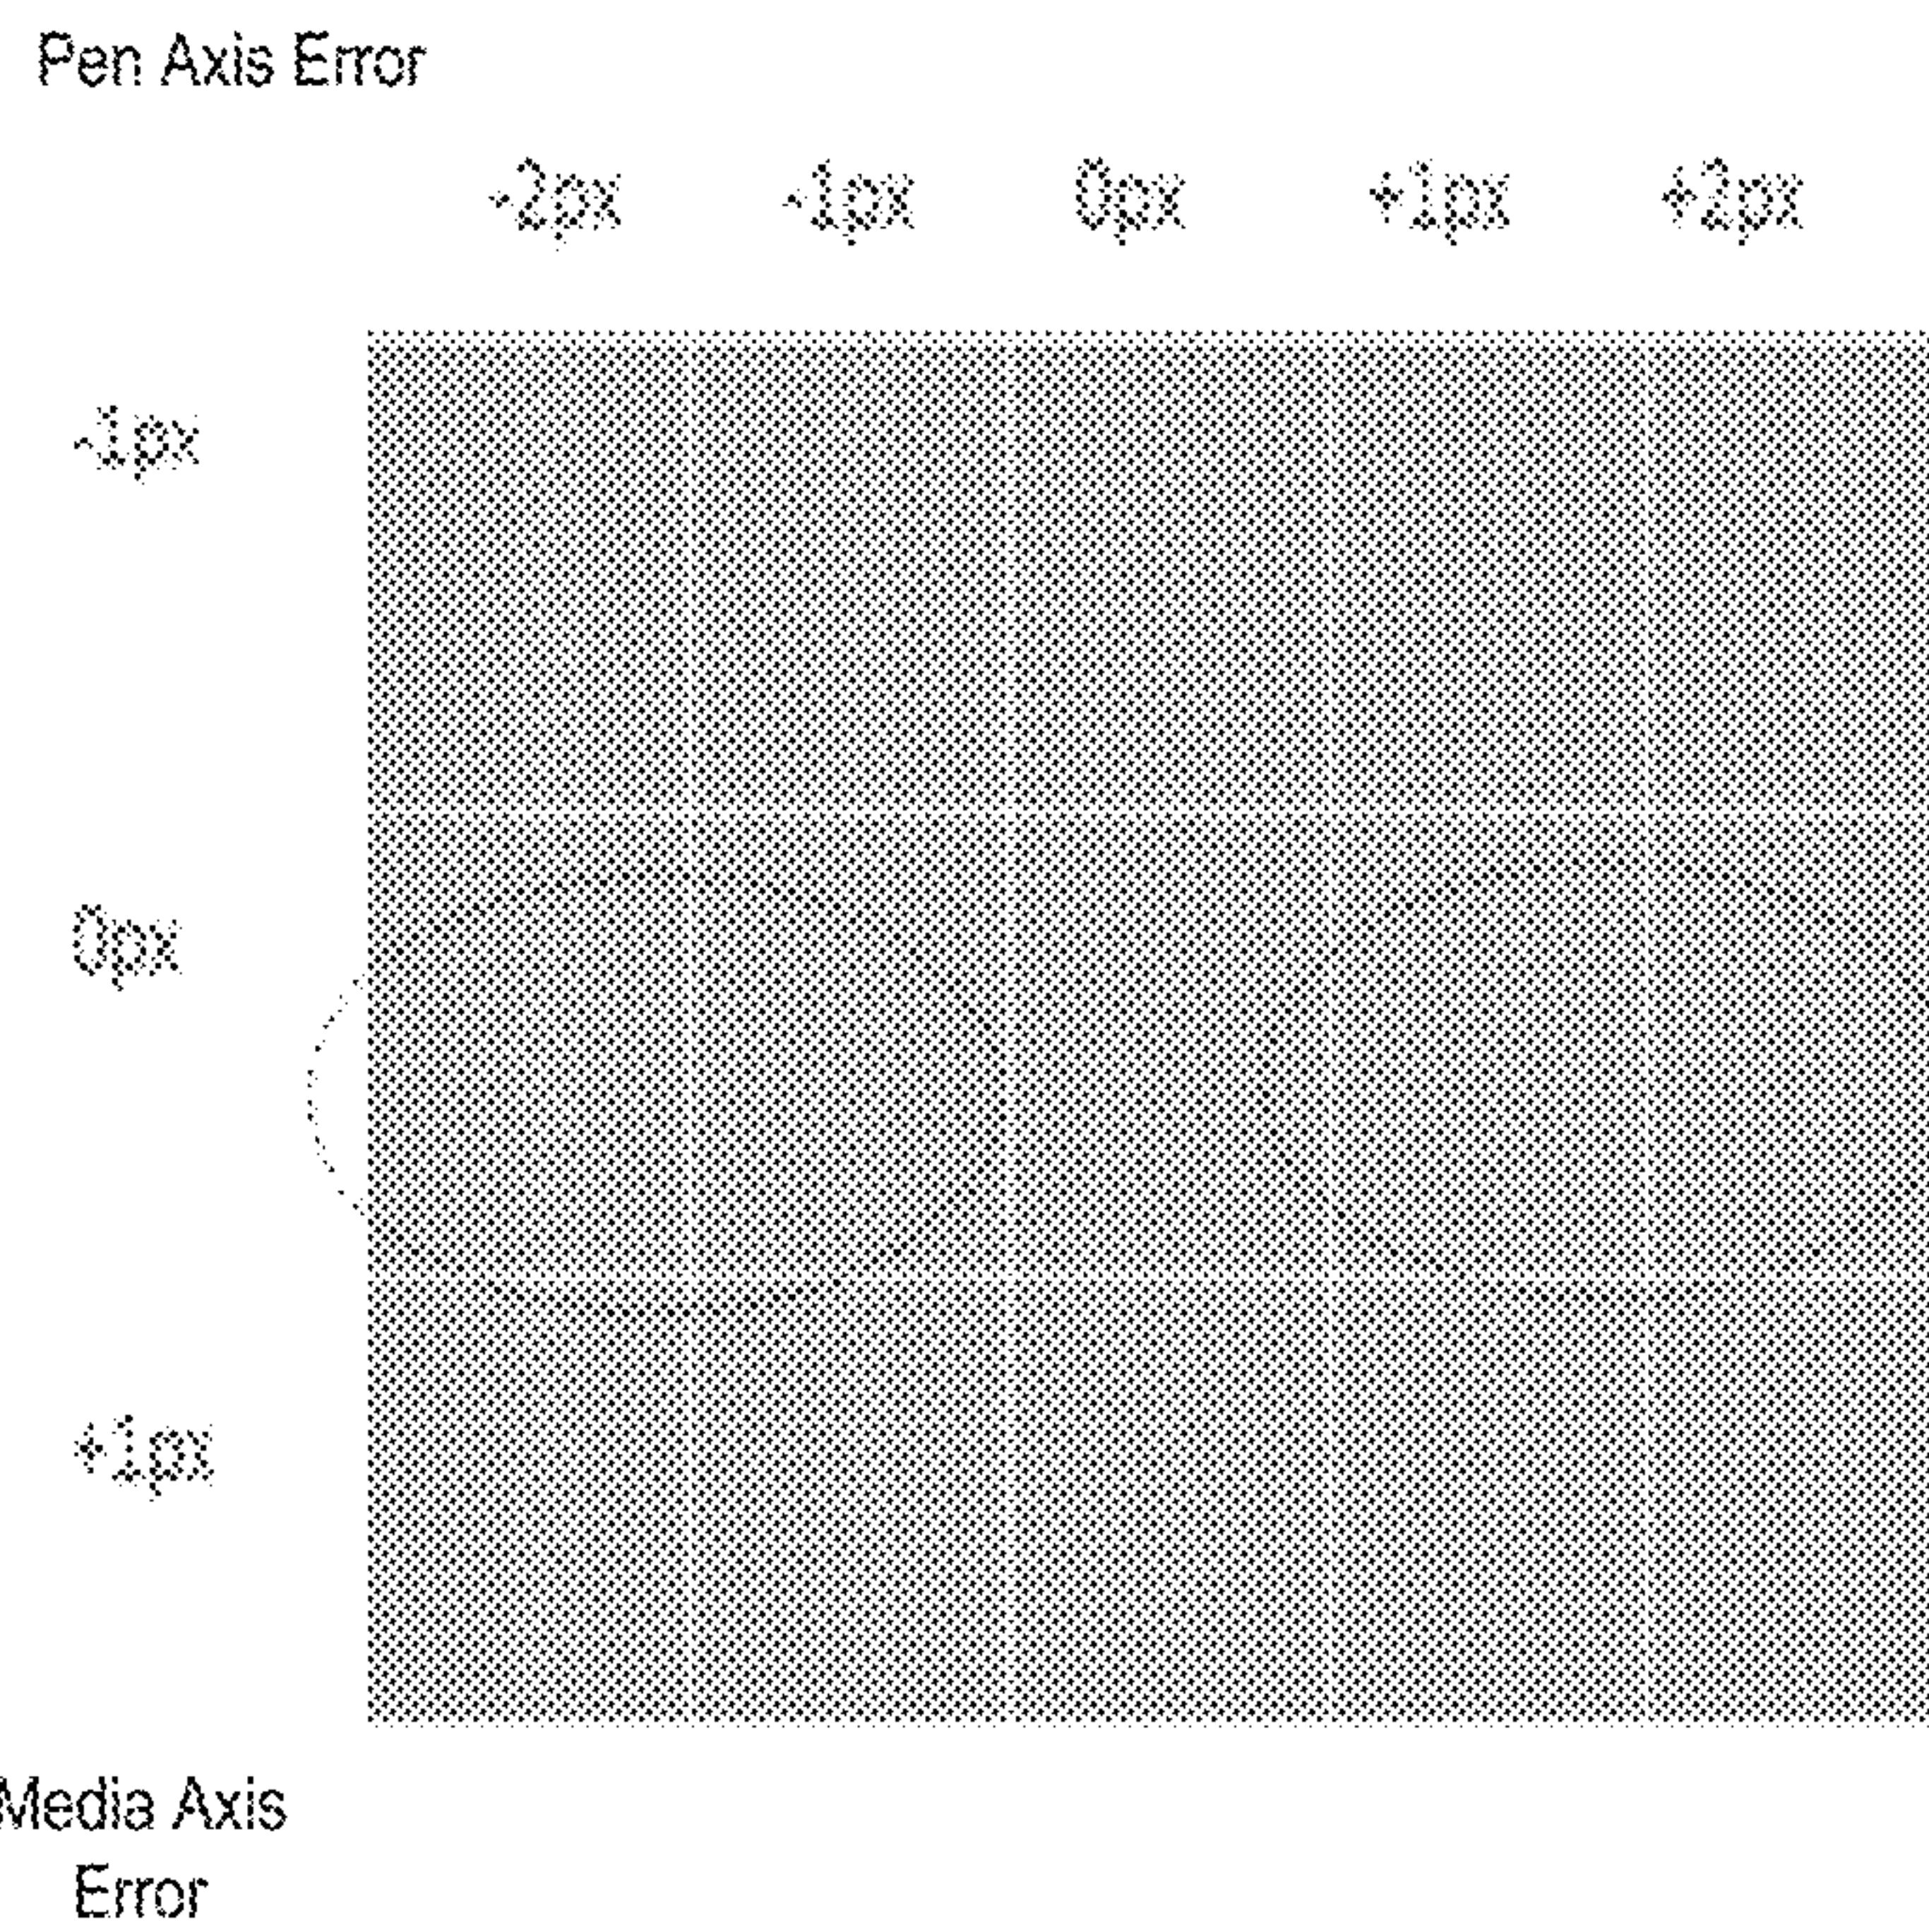 Pen Axis Error
-2px -1px 0px +1px +2px
-1px
0px
+1px
Media Axis
Error